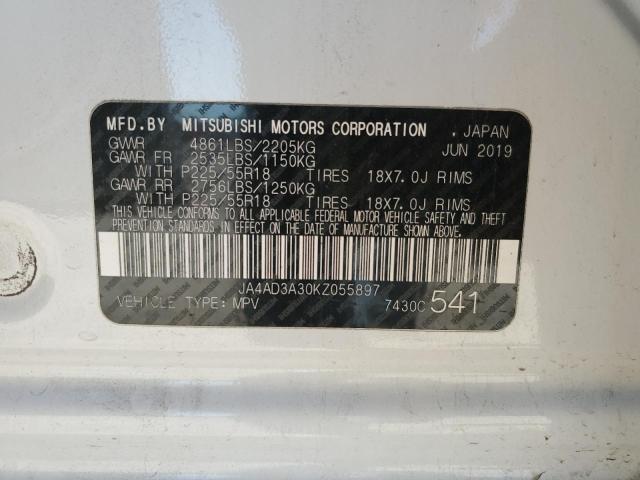 MFD.BY MITSUBISHI MOTORS CORPORATION , JAPAN
GVWR 4861LBS/2205KG JUN 2019
GAWR FR 2535LBS/1150KG
WITH P225/55R18 TIRES 18X7.0J RIMS
GAWR RR 2756LBS/1250KG
WITH P225/55R18 TIRES 18X7.0J RIMS
THIS VEHICLE CONFORMS TO ALL APPLICABLE FEDERAL MOTOR VEHICLE SAFETY AND THEFT
PREVENTION STANDARDS IN EFFECT ON THE DATE OF MANUFACTURE SHOWN ABOVE.
JA4AD3A30KZ055897
VEHICLE TYPE: MPV 7430C 541